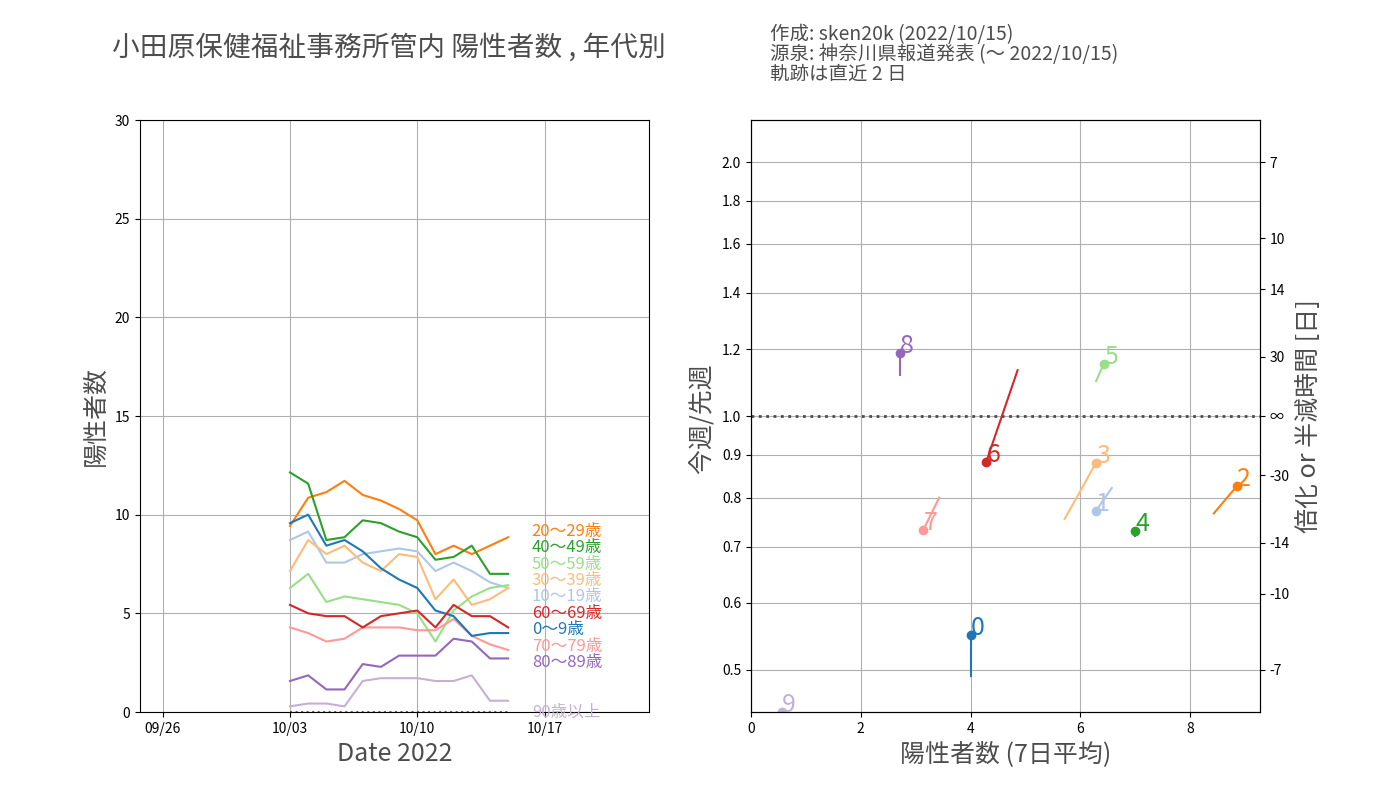 小田原保健福祉事務所管内 陽性者数 , 年代別
作成: sken20k (2022/10/15)
源泉: 神奈川県報道発表 (〜 2022/10/15)
軌跡は直近 2 日
陽性者数
30
25
20
15
10
5
0
20〜29歳
40〜49歳
50〜59歳
30〜39歳
10〜19歳
60〜69歳
0〜9歳
70〜79歳
80〜89歳
90歳以上
09/26
10/03
10/10
10/17
Date 2022
今週/先週
2.0
1.8
1.6
1.4
1.2
1.0
0.9
0.8
0.7
0.6
0.5
8
5
6
3
2
1
7
4
0
9
7
10
14
30
∞
-30
-14
-10
-7
倍化 or 半減時間 [日]
0
2
4
6
8
陽性者数 (7日平均)